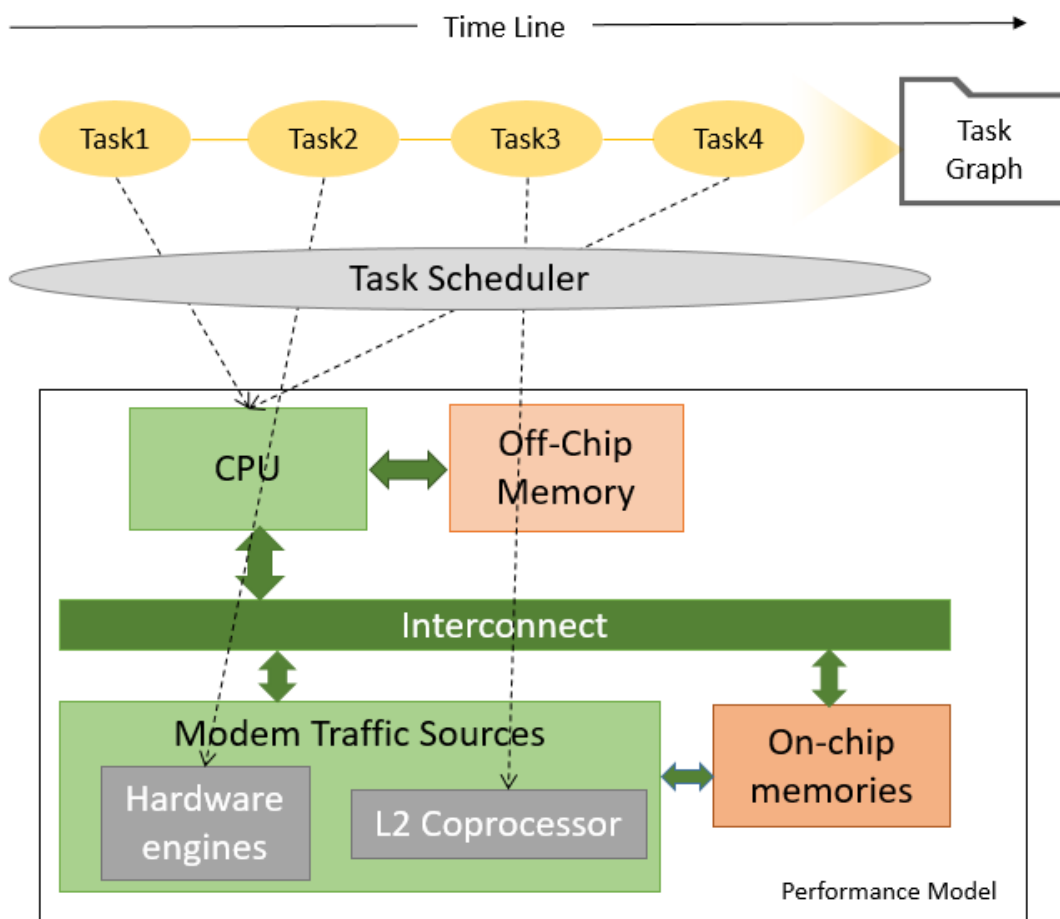 Time Line
Task1
Task2
Task3
Task4
Task
Graph
Task Scheduler
CPU
Off-Chip
Memory
Interconnect
Modem Traffic Sources
Hardware
engines
L2 Coprocessor
On-chip
memories
Performance Model